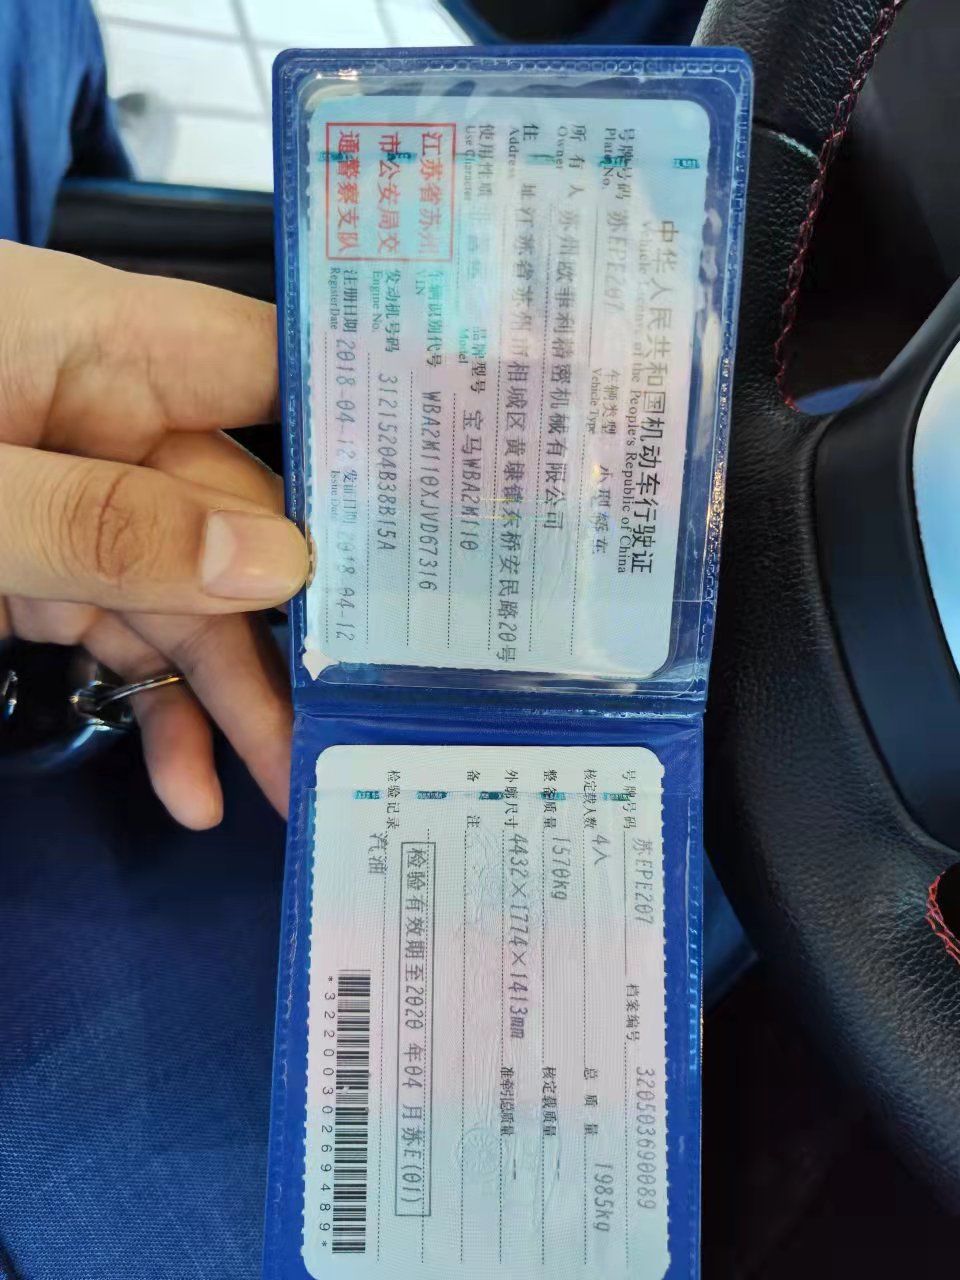 中华人民共和国机动车行驶证
Vehicle License of the People's Republic of China
号牌号码 苏EPE207 车辆类型 小型轿车
Plate No. Vehicle Type
所有人 苏州欧菲利精密机械有限公司
Owner
住址 江苏省苏州市相城区黄埭镇东桥安民路20号
Address
使用性质 非营运 品牌型号 宝马WBA2M110
Use Character Model
江苏省苏州
市公安局交
通警察支队
车辆识别代号 WBA2M110XJVD67316
VIN
发动机号码 31215204B38B15A
Engine No.
注册日期 2018-04-12 发证日期 2018-04-12
Register Date Issue Date
号牌号码 苏EPE207 档案编号 320503690089
核定载人数 4人 总质量 1985kg
整备质量 1570kg 核定载质量 --
外廓尺寸 4432×1774×1413mm 准牵引总质量 --
备注
检验有效期至2020年04月苏E(01)
检验记录 汽油
*3220030269489*